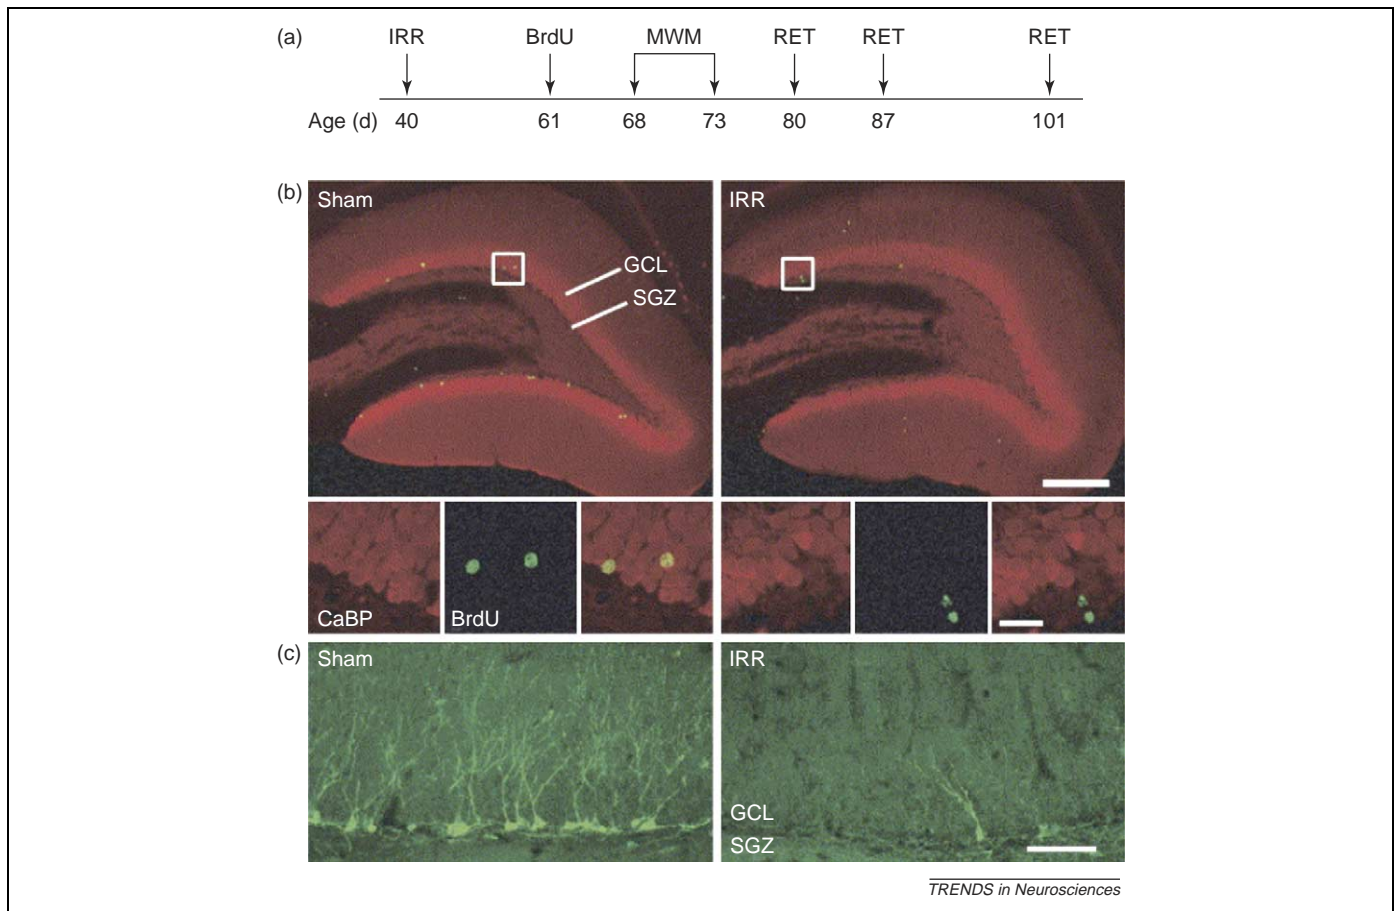 (a) IRR BrdU MWM RET RET RET
Age (d) 40 61 68 73 80 87 101
(b) Sham IRR
GCL
SGZ
CaBP BrdU
(c) Sham IRR
GCL
SGZ
TRENDS in Neurosciences